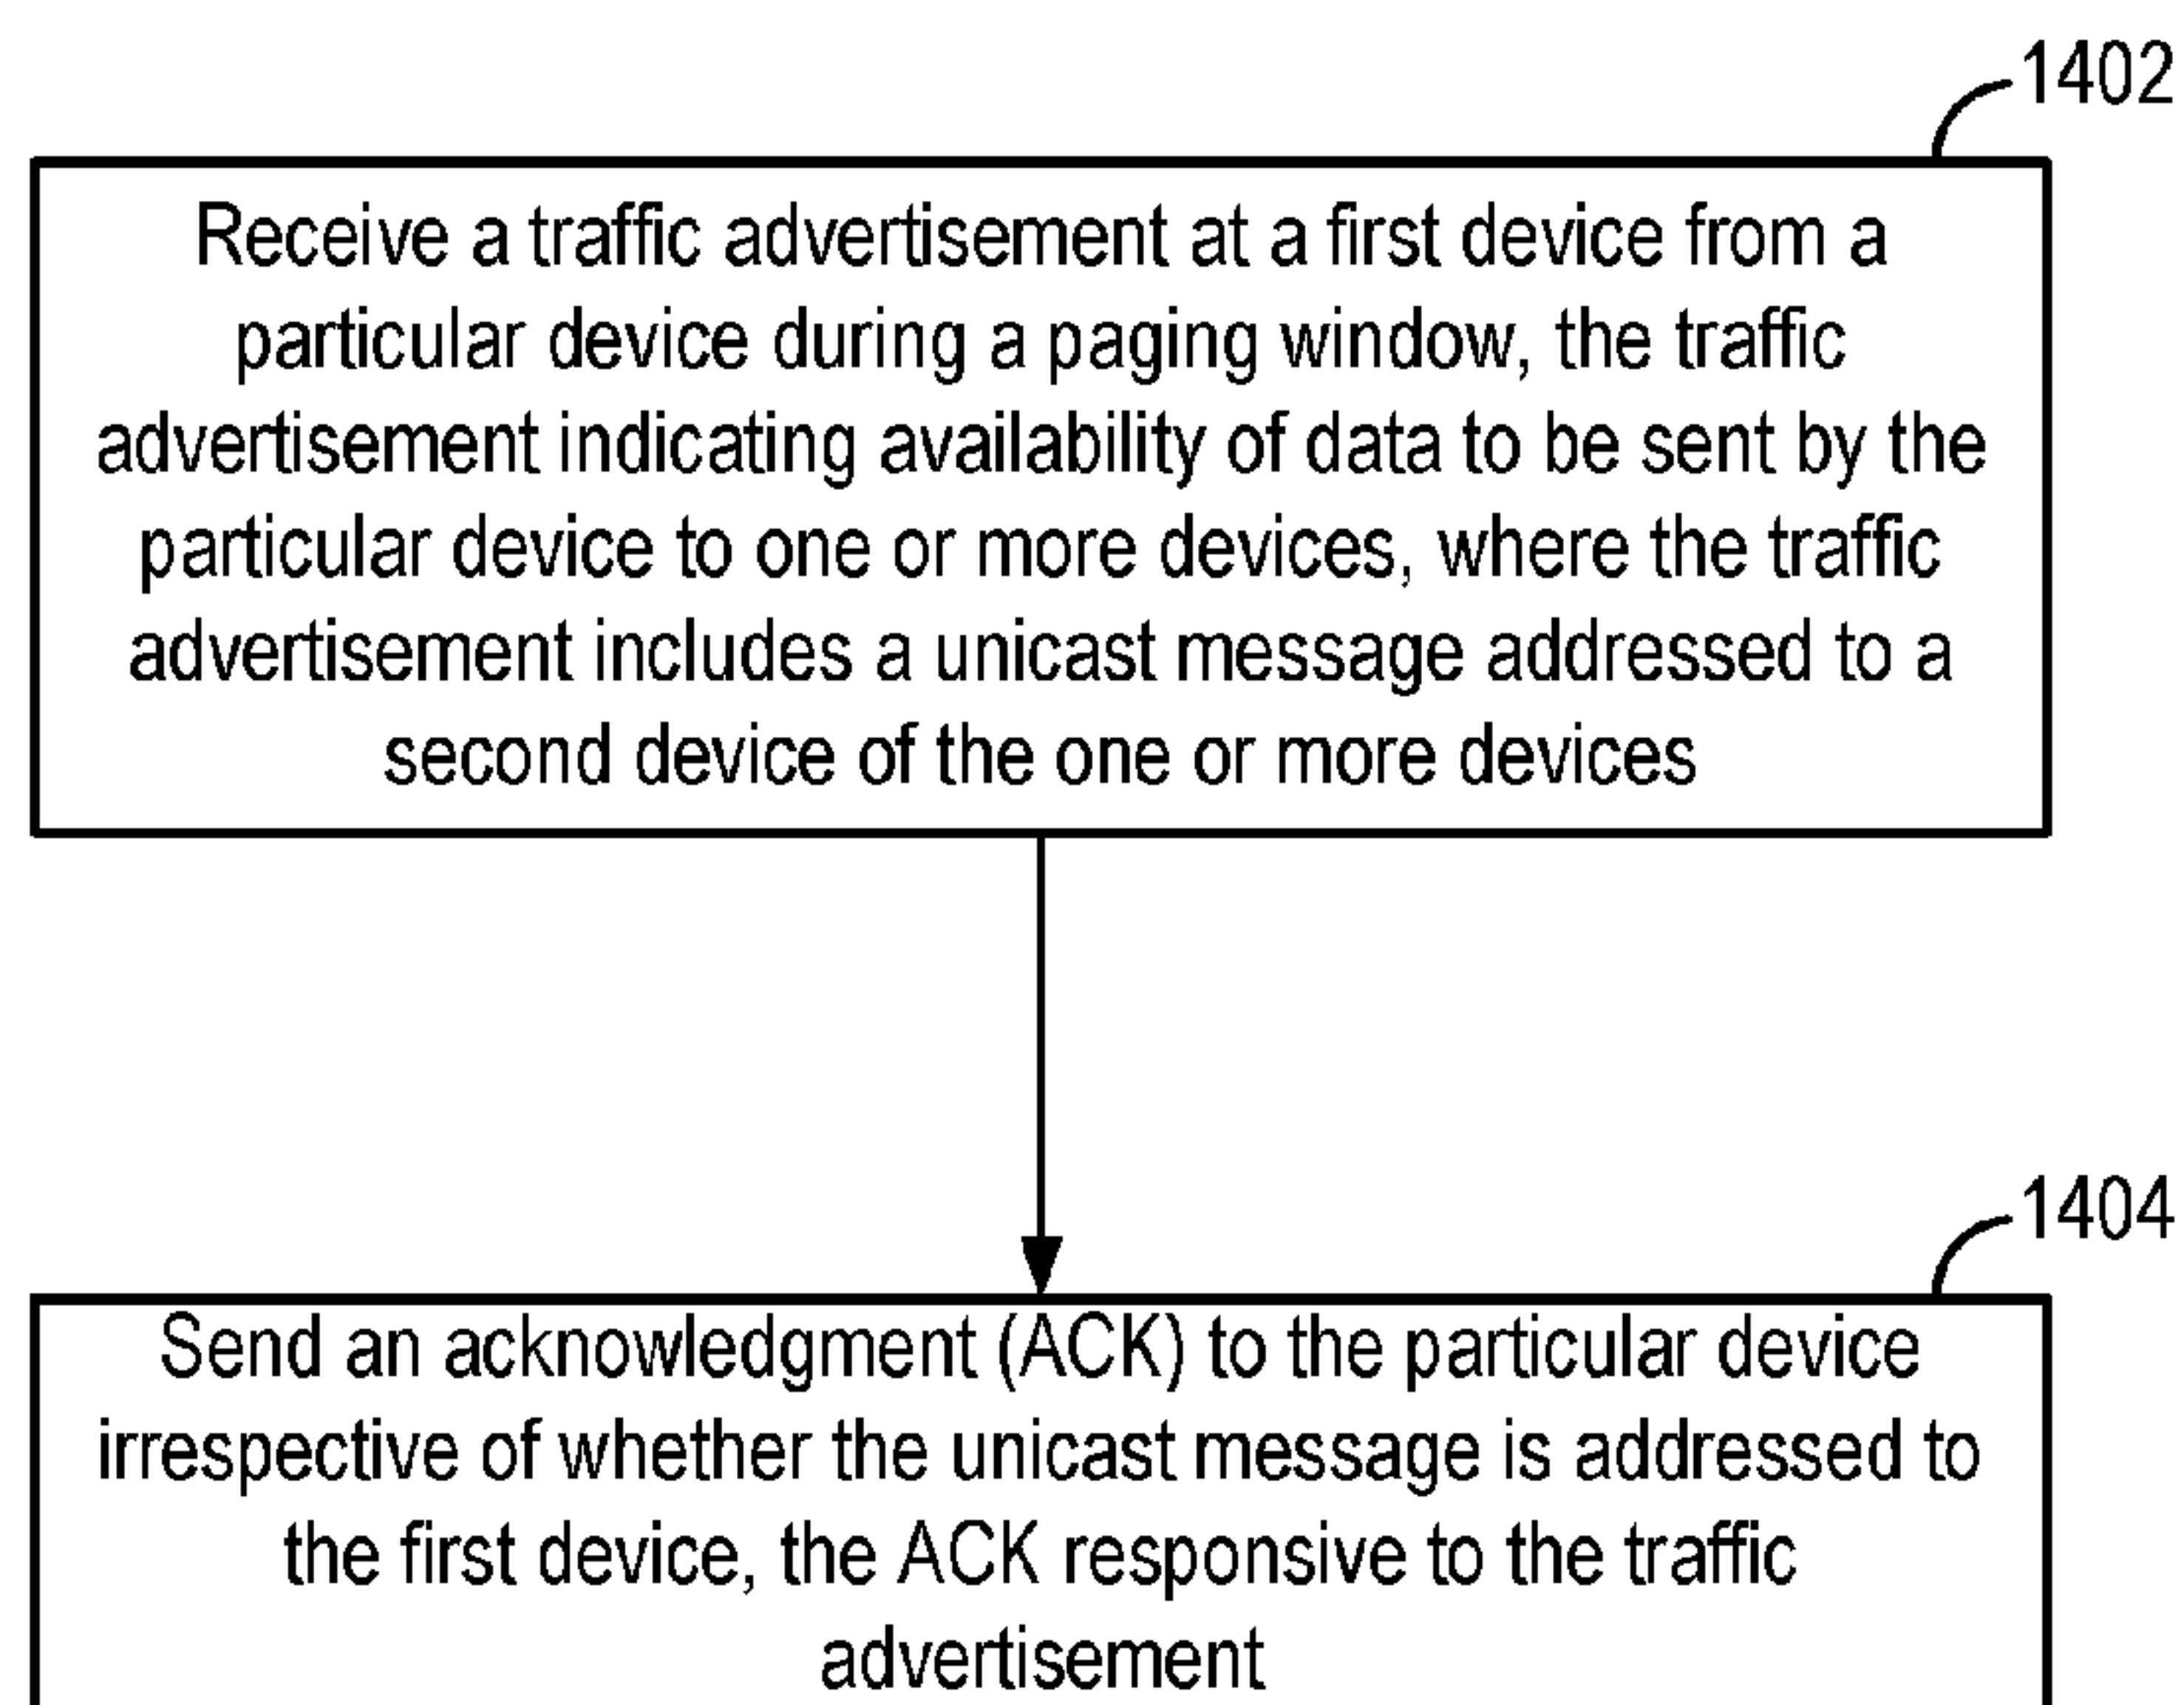 1402
Receive a traffic advertisement at a first device from a
particular device during a paging window, the traffic
advertisement indicating availability of data to be sent by the
particular device to one or more devices, where the traffic
advertisement includes a unicast message addressed to a
second device of the one or more devices
1404
Send an acknowledgment (ACK) to the particular device
irrespective of whether the unicast message is addressed to
the first device, the ACK responsive to the traffic
advertisement